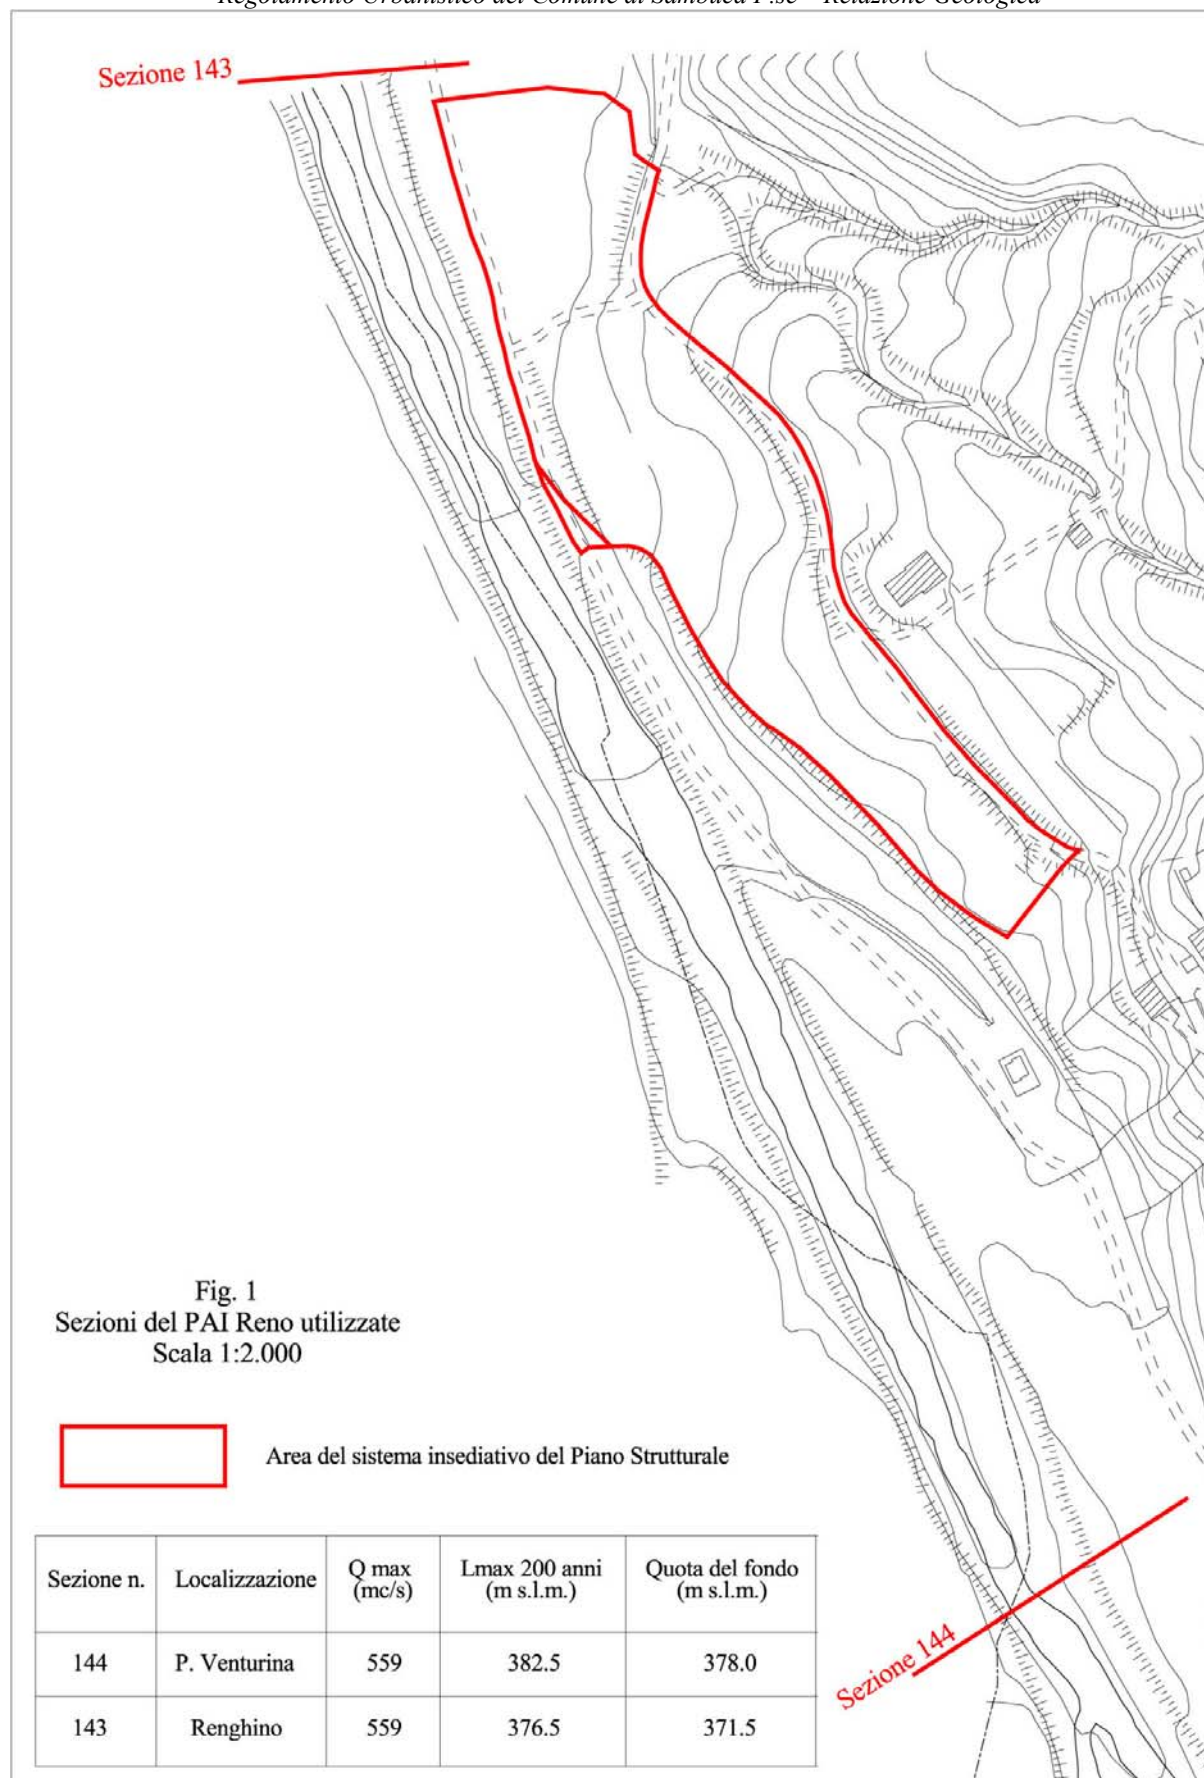 Regolamento Urbanistico del Comune di Sambuca P.se – Relazione Geologica
Sezione 143
Fig. 1
Sezioni del PAI Reno utilizzate
Scala 1:2.000
Area del sistema insediativo del Piano Strutturale
Sezione n. Localizzazione Q max (mc/s) Lmax 200 anni (m s.l.m.) Quota del fondo (m s.l.m.)
144 P. Venturina 559 382.5 378.0
143 Renghino 559 376.5 371.5
Sezione 144